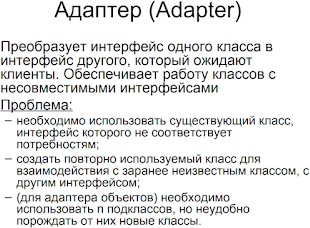 Адаптер (Adapter)
Преобразует интерфейс одного класса в
интерфейс другого, который ожидают
клиенты. Обеспечивает работу классов с
несовместимыми интерфейсами
Проблема:
– необходимо использовать существующий класс,
интерфейс которого не соответствует
потребностям;
– создать повторно используемый класс для
взаимодействия с заранее неизвестным классом, с
другим интерфейсом;
– (для адаптера объектов) необходимо
использовать n подклассов, но неудобно
порождать от них новые классы.